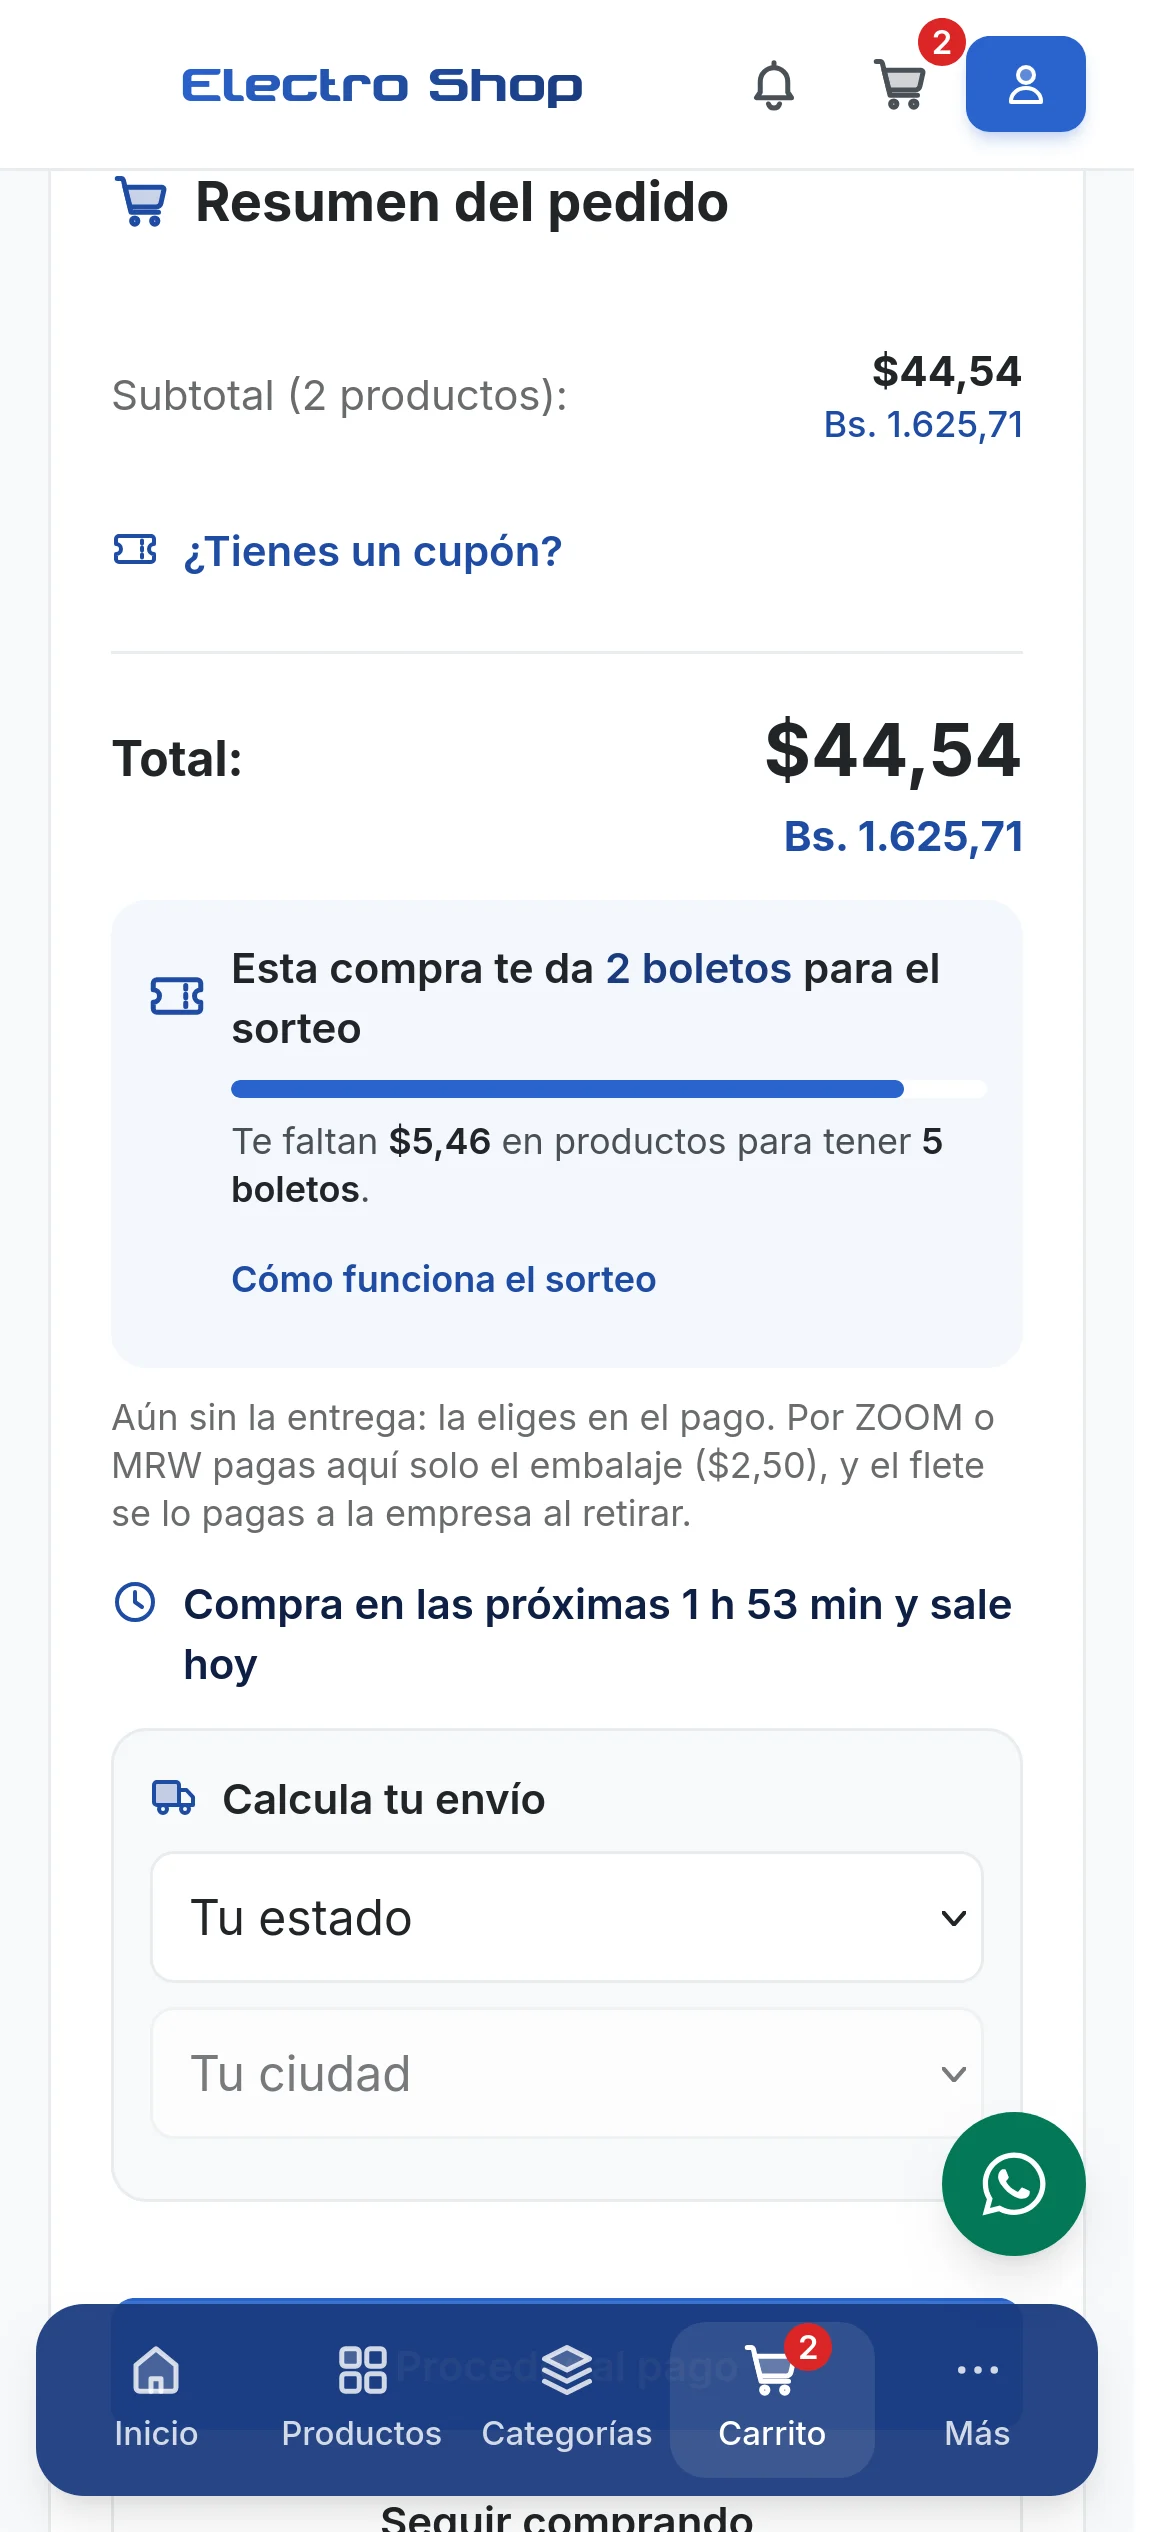 Electro Shop
2
Resumen del pedido
Subtotal (2 productos):
$44,54
Bs. 1.625,71
¿Tienes un cupón?
Total:
$44,54
Bs. 1.625,71
Esta compra te da 2 boletos para el
sorteo
Te faltan $5,46 en productos para tener 5
boletos.
Cómo funciona el sorteo
Aún sin la entrega: la eliges en el pago. Por ZOOM o
MRW pagas aquí solo el embalaje ($2,50), y el flete
se lo pagas a la empresa al retirar.
Compra en las próximas 1 h 53 min y sale
hoy
Calcula tu envío
Tu estado
Tu ciudad
al pago
2
Inicio
Productos
Categorías
Carrito
Más
Seguir comprando